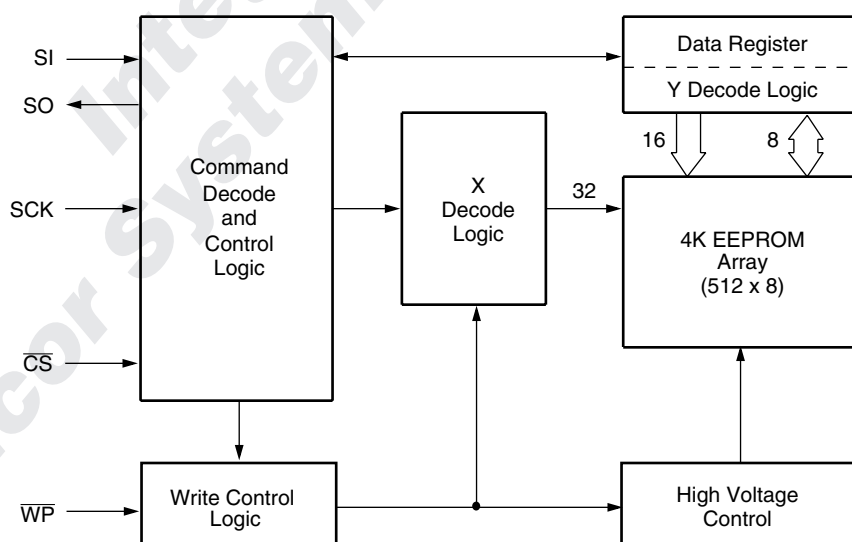 SI
SO
SCK
CS
WP
Command
Decode
and
Control
Logic
X
Decode
Logic
32
Data Register
Y Decode Logic
16
8
4K EEPROM
Array
(512 x 8)
Write Control
Logic
High Voltage
Control